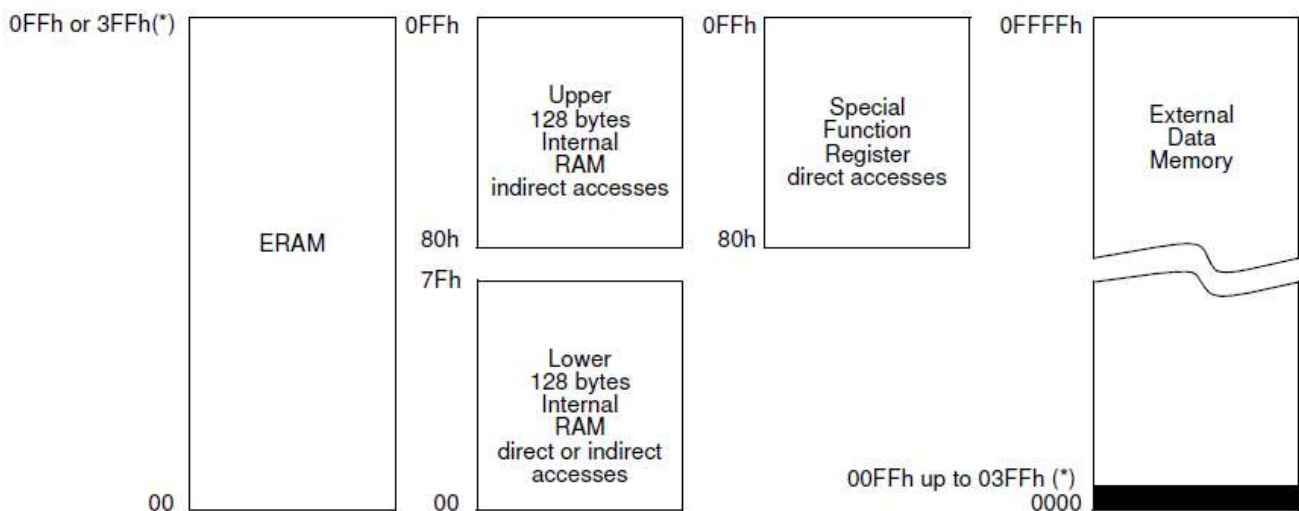 0FFh or 3FFh(*)
ERAM
00
0FFh
Upper
128 bytes
Internal
RAM
indirect accesses
80h
7Fh
Lower
128 bytes
Internal
RAM
direct or indirect
accesses
00
0FFh
Special
Function
Register
direct accesses
80h
0FFFFh
External
Data
Memory
00FFh up to 03FFh (*)
0000